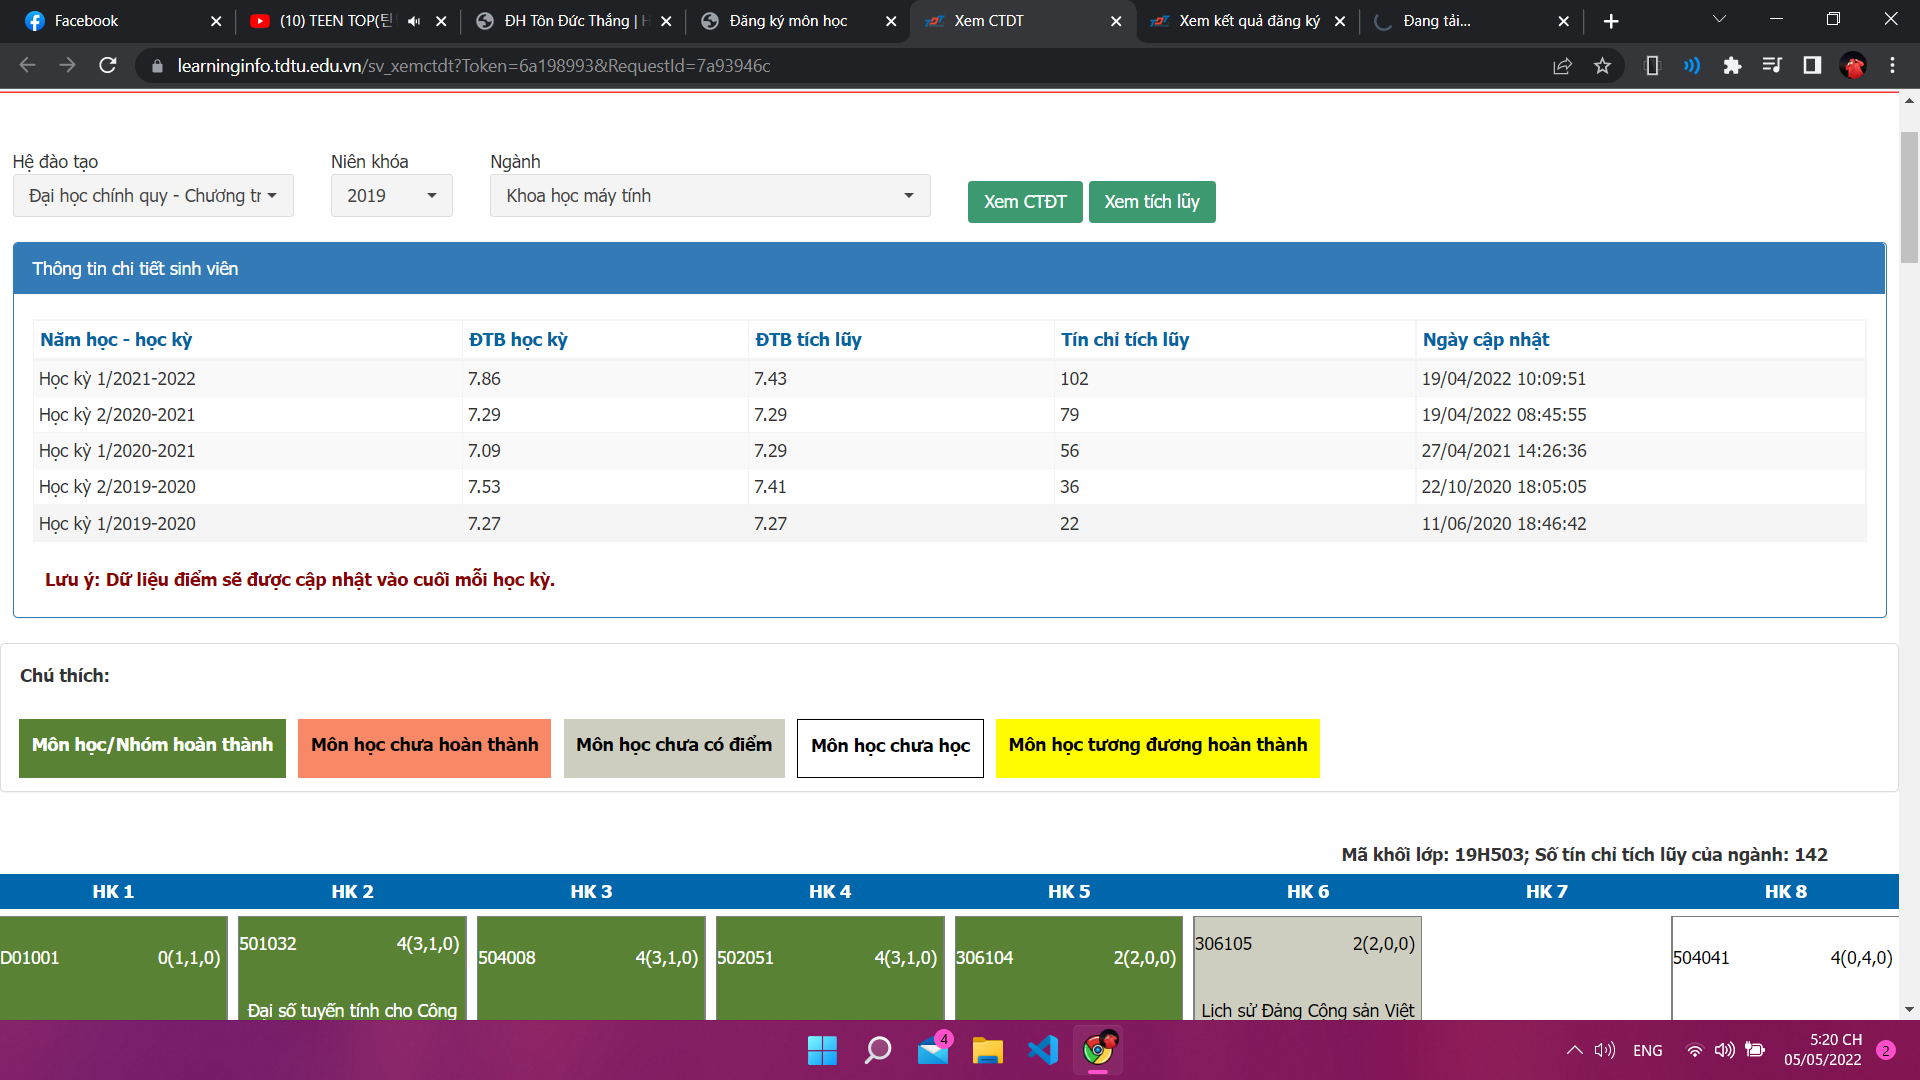 Facebook
(10) TEEN TOP(틴
ĐH Tôn Đức Thắng | H
Đăng ký môn học
Xem CTDT
Xem kết quả đăng ký
Đang tải...
learninginfo.tdtu.edu.vn/sv_xemctdt?Token=6a198993&RequestId=7a93946c
Hệ đào tạo
Niên khóa
Ngành
Đại học chính quy - Chương tr
2019
Khoa học máy tính
Xem CTĐT
Xem tích lũy
Thông tin chi tiết sinh viên
Năm học - học kỳ ĐTB học kỳ ĐTB tích lũy Tín chỉ tích lũy Ngày cập nhật
Học kỳ 1/2021-2022 7.86 7.43 102 19/04/2022 10:09:51
Học kỳ 2/2020-2021 7.29 7.29 79 19/04/2022 08:45:55
Học kỳ 1/2020-2021 7.09 7.29 56 27/04/2021 14:26:36
Học kỳ 2/2019-2020 7.53 7.41 36 22/10/2020 18:05:05
Học kỳ 1/2019-2020 7.27 7.27 22 11/06/2020 18:46:42
Lưu ý: Dữ liệu điểm sẽ được cập nhật vào cuối mỗi học kỳ.
Chú thích:
Môn học/Nhóm hoàn thành
Môn học chưa hoàn thành
Môn học chưa có điểm
Môn học chưa học
Môn học tương đương hoàn thành
Mã khối lớp: 19H503; Số tín chỉ tích lũy của ngành: 142
HK 1 HK 2 HK 3 HK 4 HK 5 HK 6 HK 7 HK 8
D01001 0(1,1,0)
501032 4(3,1,0)
Đại số tuyến tính cho Công
504008 4(3,1,0)
502051 4(3,1,0)
306104 2(2,0,0)
306105 2(2,0,0)
Lịch sử Đảng Cộng sản Việt
504041 4(0,4,0)
4
ENG
5:20 CH
05/05/2022
2